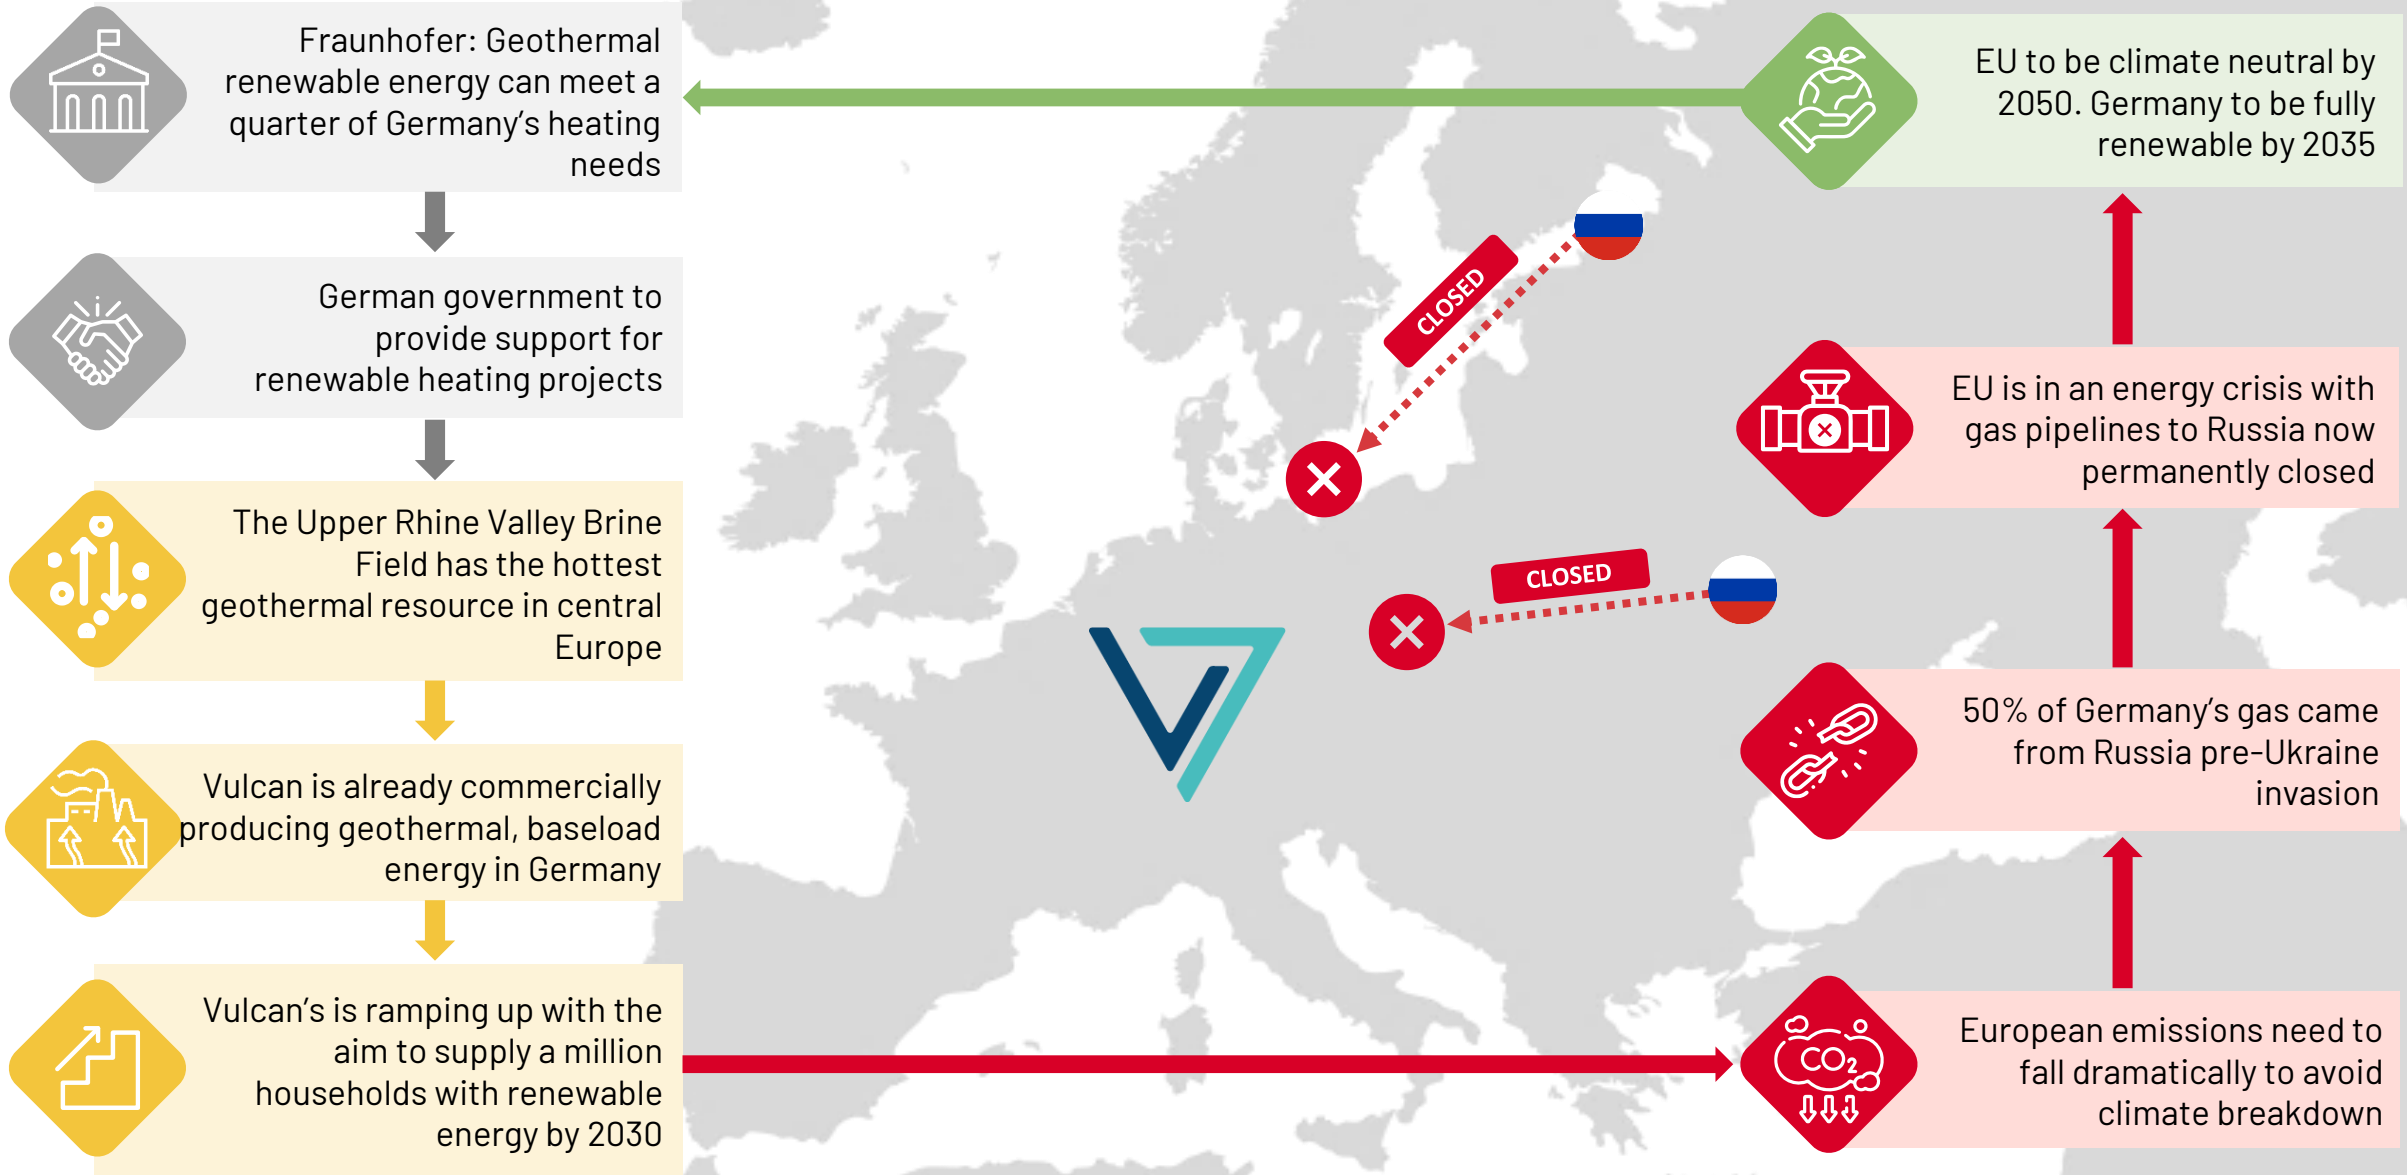 Fraunhofer: Geothermal
renewable energy can meet a
quarter of Germany's heating
needs
German government to
provide support for
renewable heating projects
The Upper Rhine Valley Brine
Field has the hottest
geothermal resource in central
Europe
Vulcan is already commercially
producing geothermal, baseload
energy in Germany
Vulcan's is ramping up with the
aim to supply a million
households with renewable
energy by 2030
CLOSED
CLOSED
EU to be climate neutral by
2050. Germany to be fully
renewable by 2035
EU is in an energy crisis with
gas pipelines to Russia now
permanently closed
50% of Germany's gas came
from Russia pre-Ukraine
invasion
CO₂
European emissions need to
fall dramatically to avoid
climate breakdown